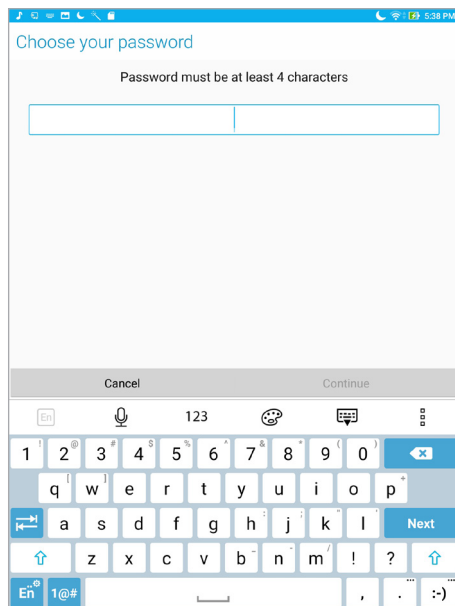 5:38 PM
Choose your password
Password must be at least 4 characters
Cancel Continue
En 123
1 ! 2 @ 3 # 4 $ 5 % 6 ^ 7 & 8 * 9 ( 0 )
q [ w ] e r t y u i o p +
a s d f g h : j ; k " l ' Next
z x c v b - n - m / ! ?
En 1@# , . ... :-) ...